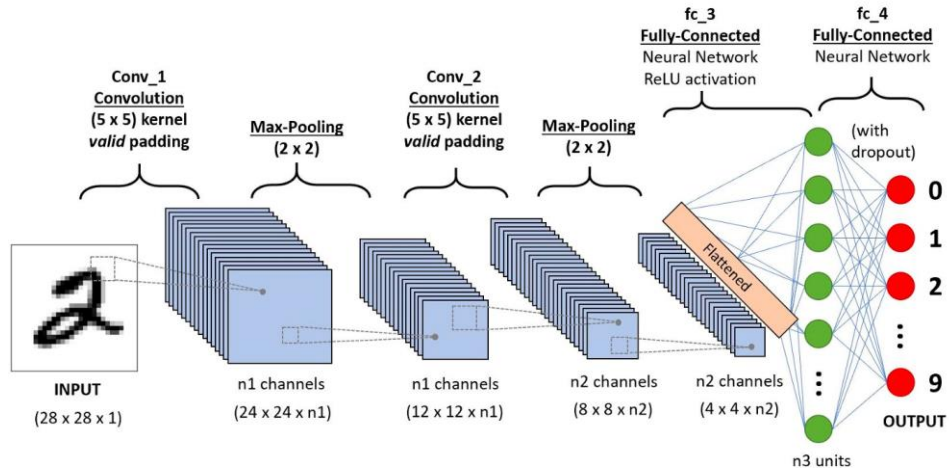 fc_3
Fully-Connected
Neural Network
ReLU activation
fc_4
Fully-Connected
Neural Network
Conv_1
Convolution
(5 x 5) kernel
valid padding
Max-Pooling
(2 x 2)
Conv_2
Convolution
(5 x 5) kernel
valid padding
Max-Pooling
(2 x 2)
(with
dropout)
Flattened
0
1
2
9
INPUT
(28 x 28 x 1)
n1 channels
(24 x 24 x n1)
n1 channels
(12 x 12 x n1)
n2 channels
(8 x 8 x n2)
n2 channels
(4 x 4 x n2)
OUTPUT
n3 units
2